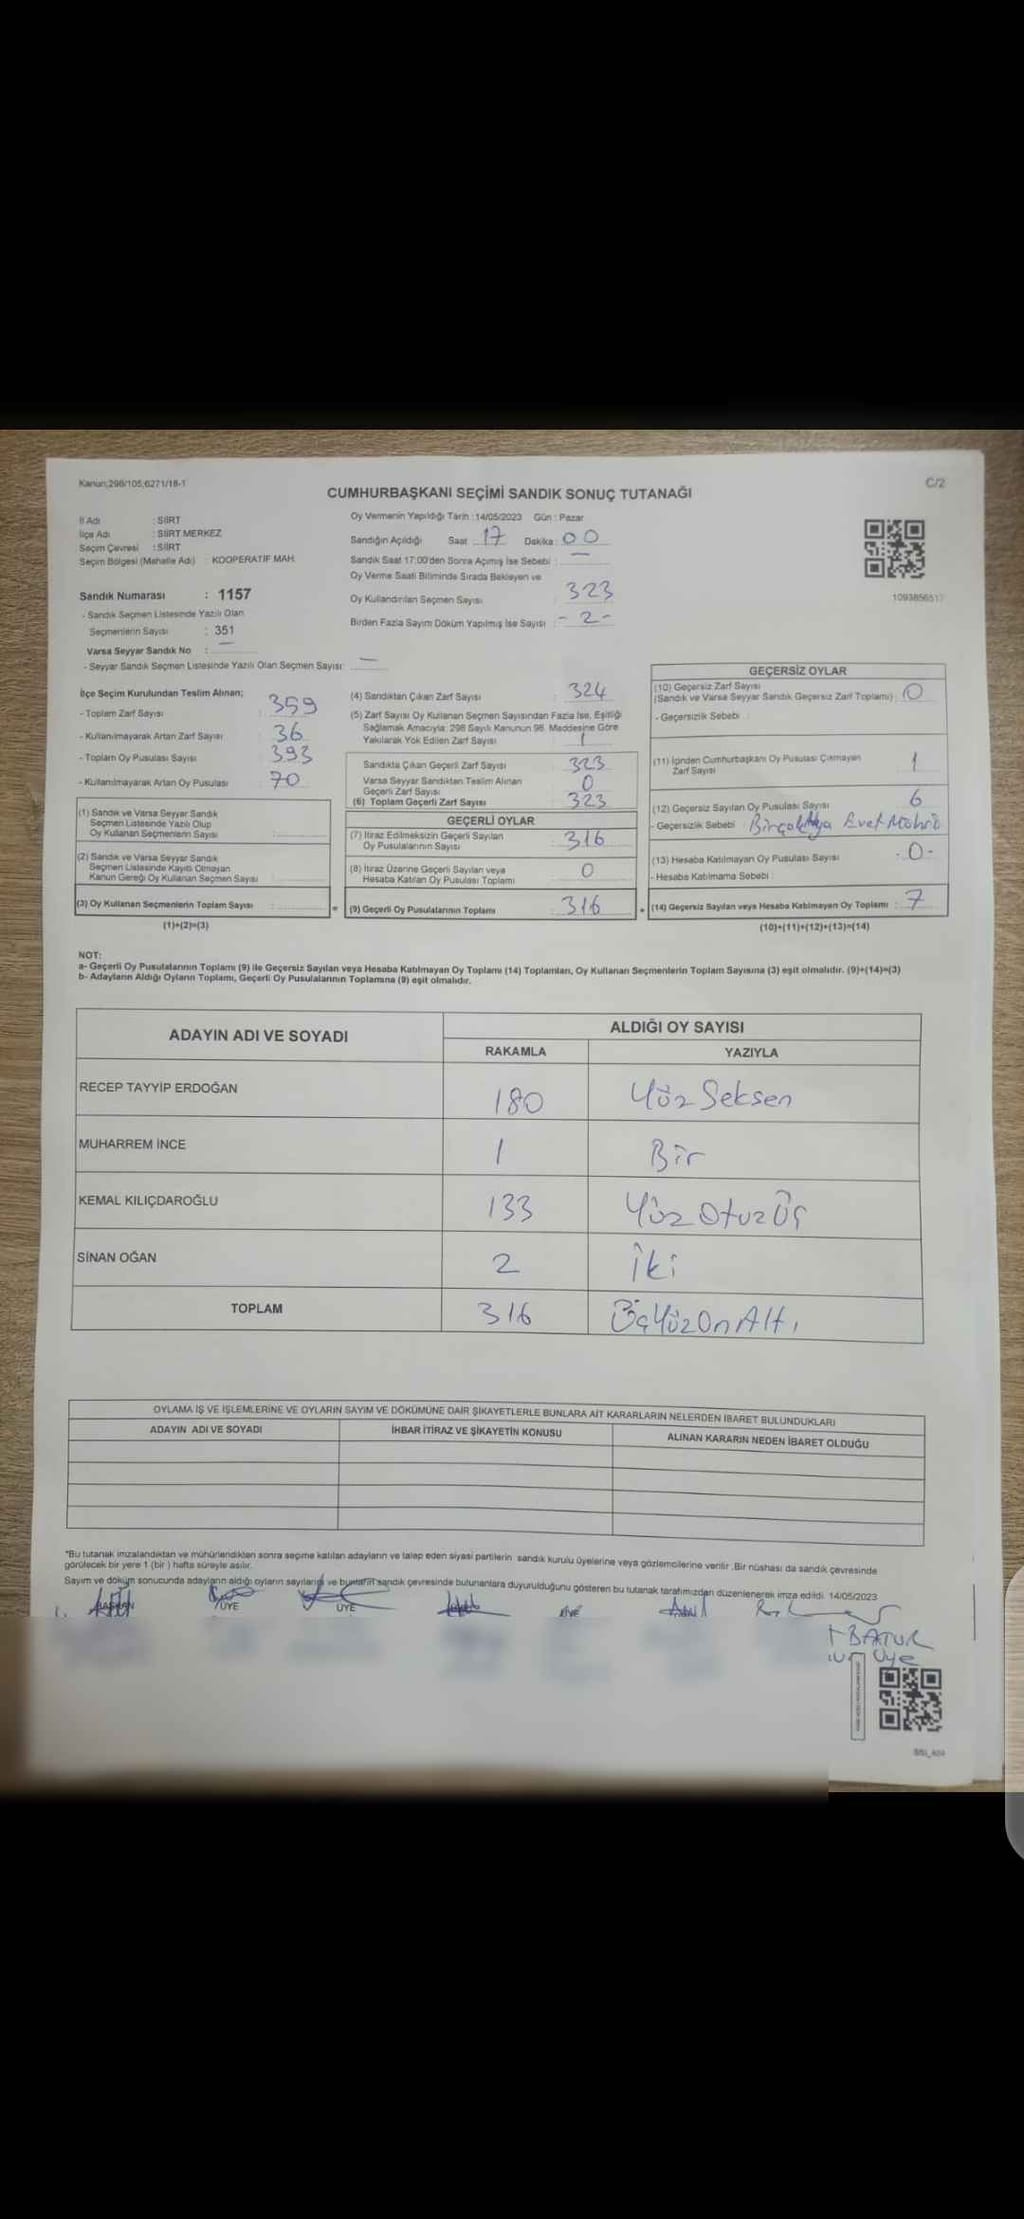 Kanun;298/105;6271/18-1
C/2
CUMHURBAŞKANI SEÇİMİ SANDIK SONUÇ TUTANAĞI
İl Adı : SİİRT
İlçe Adı : SİİRT MERKEZ
Seçim Çevresi : SİİRT
Seçim Bölgesi (Mahalle Adı) : KOOPERATİF MAH.
Sandık Numarası : 1157
- Sandık Seçmen Listesinde Yazılı Olan
Seçmenlerin Sayısı : 351
Varsa Seyyar Sandık No : —
- Seyyar Sandık Seçmen Listesinde Yazılı Olan Seçmen Sayısı: —
Oy Vermenin Yapıldığı Tarih : 14/05/2023 Gün : Pazar
Sandığın Açıldığı Saat : 17 Dakika : 00
Sandık Saat 17:00'den Sonra Açımış İse Sebebi : —
Oy Verme Saati Bitiminde Sırada Bekleyen ve
Oy Kullandırılan Seçmen Sayısı 323
Birden Fazla Sayım Döküm Yapılmış İse Sayısı : - 2 -
İlçe Seçim Kurulundan Teslim Alınan;
- Toplam Zarf Sayısı : 359
- Kullanılmayarak Artan Zarf Sayısı : 36
- Toplam Oy Pusulası Sayısı : 393
- Kullanılmayarak Artan Oy Pusulası : 70
(1) Sandık ve Varsa Seyyar Sandık
Seçmen Listesinde Yazılı Olup
Oy Kullanan Seçmenlerin Sayısı :
(2) Sandık ve Varsa Seyyar Sandık
Seçmen Listesinde Kayıtlı Olmayan
Kanun Gereği Oy Kullanan Seçmen Sayısı :
(3) Oy Kullanan Seçmenlerin Toplam Sayısı :
(1)+(2)=(3)
(4) Sandıktan Çıkan Zarf Sayısı : 324
(5) Zarf Sayısı Oy Kullanan Seçmen Sayısından Fazla İse, Eşitliği
Sağlamak Amacıyla; 298 Sayılı Kanunun 98. Maddesine Göre
Yakılarak Yok Edilen Zarf Sayısı : 1
Sandıkta Çıkan Geçerli Zarf Sayısı 323
Varsa Seyyar Sandıktan Teslim Alınan
Geçerli Zarf Sayısı 0
(6) Toplam Geçerli Zarf Sayısı 323
GEÇERLİ OYLAR
(7) İtiraz Edilmeksizin Geçerli Sayılan
Oy Pusulalarının Sayısı : 316
(8) İtiraz Üzerine Geçerli Sayılan veya
Hesaba Katılan Oy Pusulası Toplamı : 0
(9) Geçerli Oy Pusulalarının Toplamı : 316
GEÇERSİZ OYLAR
(10) Geçersiz Zarf Sayısı
(Sandık ve Varsa Seyyar Sandık Geçersiz Zarf Toplamı) : 0
- Geçersizlik Sebebi :
(11) İçinden Cumhurbaşkanı Oy Pusulası Çıkmayan
Zarf Sayısı : 1
(12) Geçersiz Sayılan Oy Pusulası Sayısı : 6
- Geçersizlik Sebebi : Evet
(13) Hesaba Katılmayan Oy Pusulası Sayısı : -0-
- Hesaba Katılmama Sebebi :
(14) Geçersiz Sayılan veya Hesaba Katılmayan Oy Toplamı : 7
(10)+(11)+(12)+(13)=(14)
NOT:
a- Geçerli Oy Pusulalarının Toplamı (9) ile Geçersiz Sayılan veya Hesaba Katılmayan Oy Toplamı (14) Toplamları, Oy Kullanan Seçmenlerin Toplam Sayısına (3) eşit olmalıdır. (9)+(14)=(3)
b- Adayların Aldığı Oyların Toplamı, Geçerli Oy Pusulalarının Toplamına (9) eşit olmalıdır.
ADAYIN ADI VE SOYADI
ALDIĞI OY SAYISI
RAKAMLA YAZIYLA
RECEP TAYYİP ERDOĞAN 180 Yüz Seksen
MUHARREM İNCE 1 Bir
KEMAL KILIÇDAROĞLU 133 Yüz Otuz Üç
SİNAN OĞAN 2 İki
TOPLAM 316 ÜçYüzOnAltı
OYLAMA İŞ VE İŞLEMLERİNE VE OYLARIN SAYIM VE DÖKÜMÜNE DAİR ŞİKAYETLERLE BUNLARA AİT KARARLARIN NELERDEN İBARET BULUNDUKLARI
ADAYIN ADI VE SOYADI İHBAR İTİRAZ VE ŞİKAYETİN KONUSU ALINAN KARARIN NEDEN İBARET OLDUĞU
*Bu tutanak imzalandıktan ve mühürlendikten sonra seçime katılan adayların ve talep eden siyasi partilerin sandık kurulu üyelerine veya gözlemcilerine verilir .Bir nüshası da sandık çevresinde
görülecek bir yere 1 (bir ) hafta süreyle asılır.
Sayım ve döküm sonucunda adayların aldığı oyların sayılarını ve bunların sandık çevresinde bulunanlara duyurulduğunu gösteren bu tutanak tarafımızdan düzenlenerek imza edildi. 14/05/2023
BAŞKAN ÜYE ÜYE ÜYE
BATUR
Üye